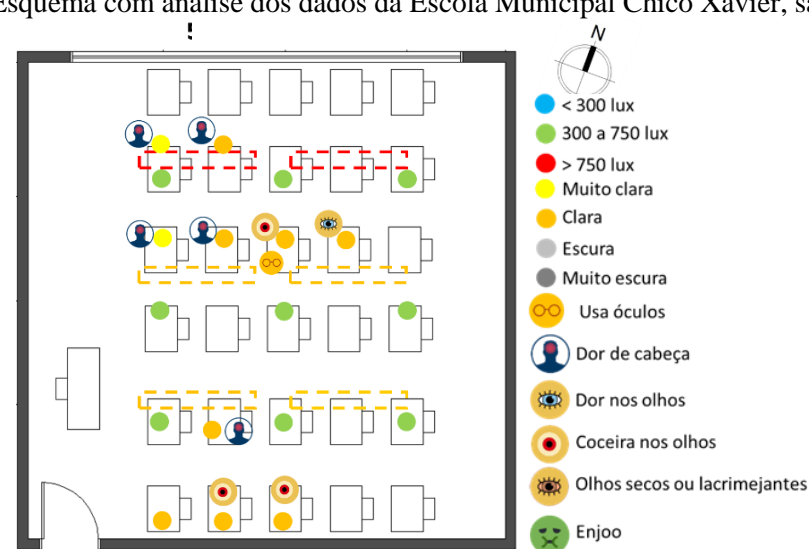 Esquema com análise dos dados da Escola Municipal Chico Xavier,
N
< 300 lux
300 a 750 lux
> 750 lux
Muito clara
Clara
Escura
Muito escura
Usa óculos
Dor de cabeça
Dor nos olhos
Coceira nos olhos
Olhos secos ou lacrimejantes
Enjoo